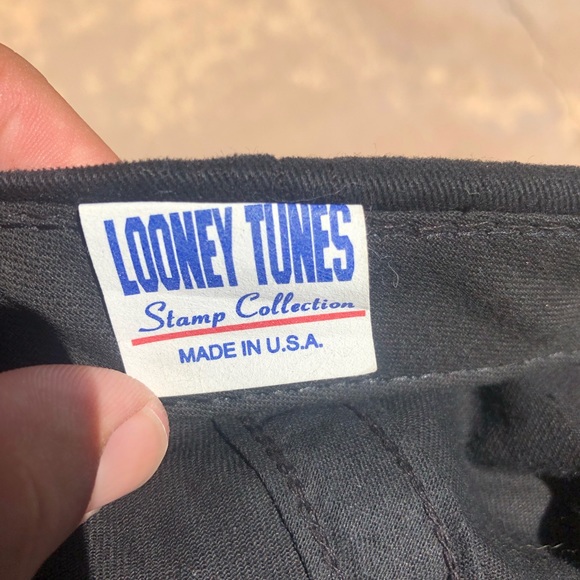 LOONEY TUNES
Stamp Collection
MADE IN U.S.A.